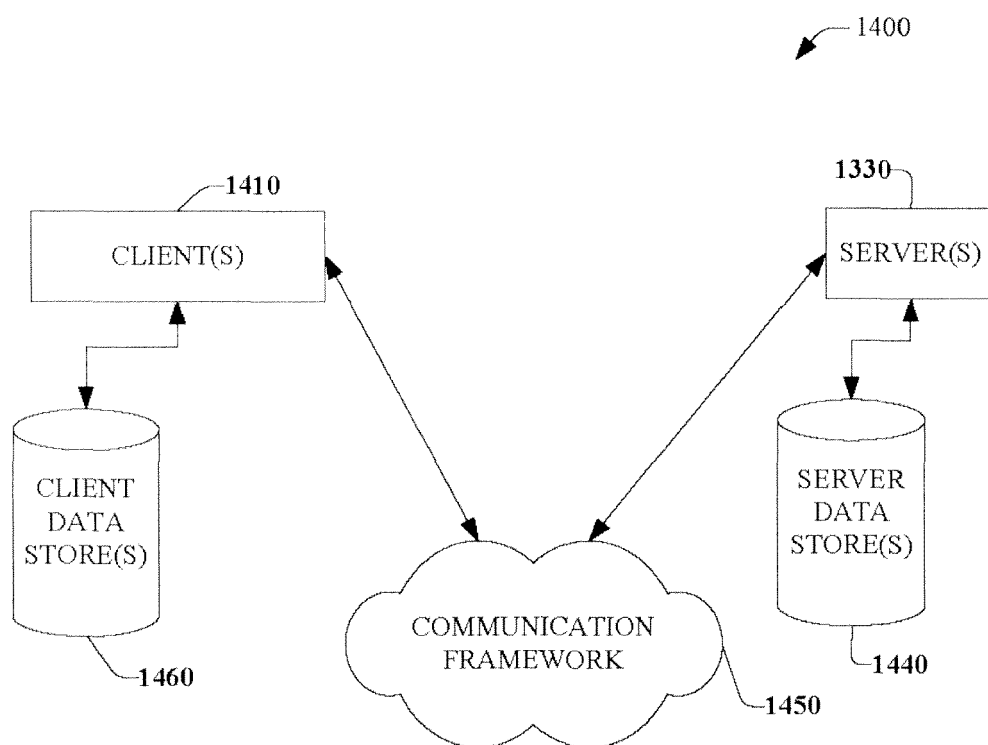 1400
1410
1330
CLIENT(S)
SERVER(S)
CLIENT
DATA
STORE(S)
SERVER
DATA
STORE(S)
COMMUNICATION
FRAMEWORK
1460
1440
1450